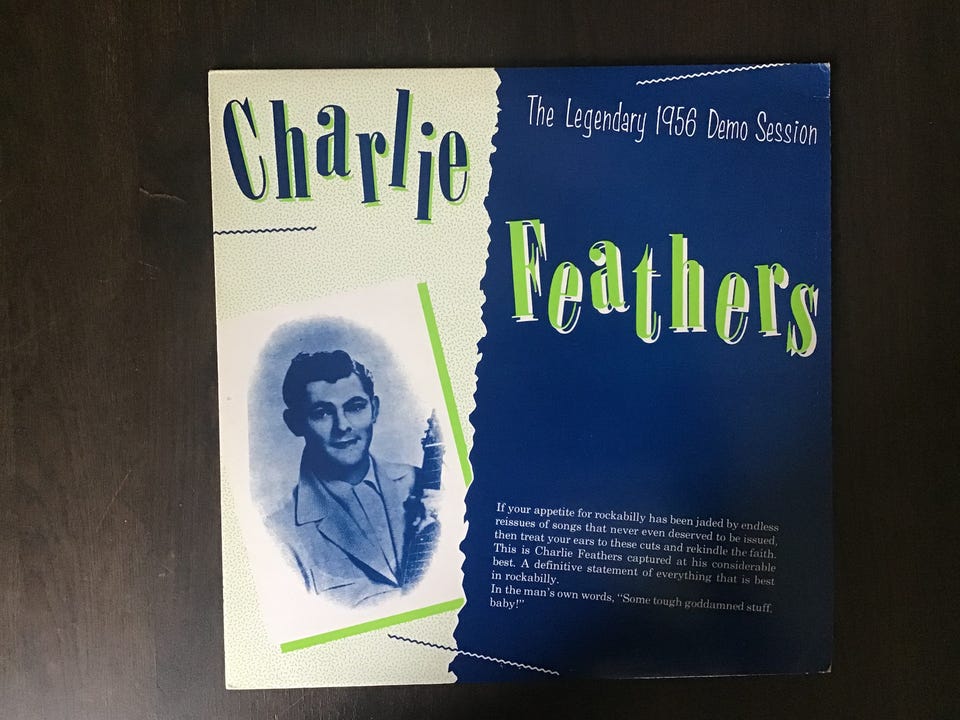 Charlie
The Legendary 1956 Demo Session
Feathers
If your appetite for rockabilly has been jaded by endless
reissues of songs that never even deserved to be issued,
then treat your ears to these cuts and rekindle the faith.
This is Charlie Feathers captured at his considerable
best. A definitive statement of everything that is best
in rockabilly.
In the man's own words, "Some tough goddamned stuff,
baby!"